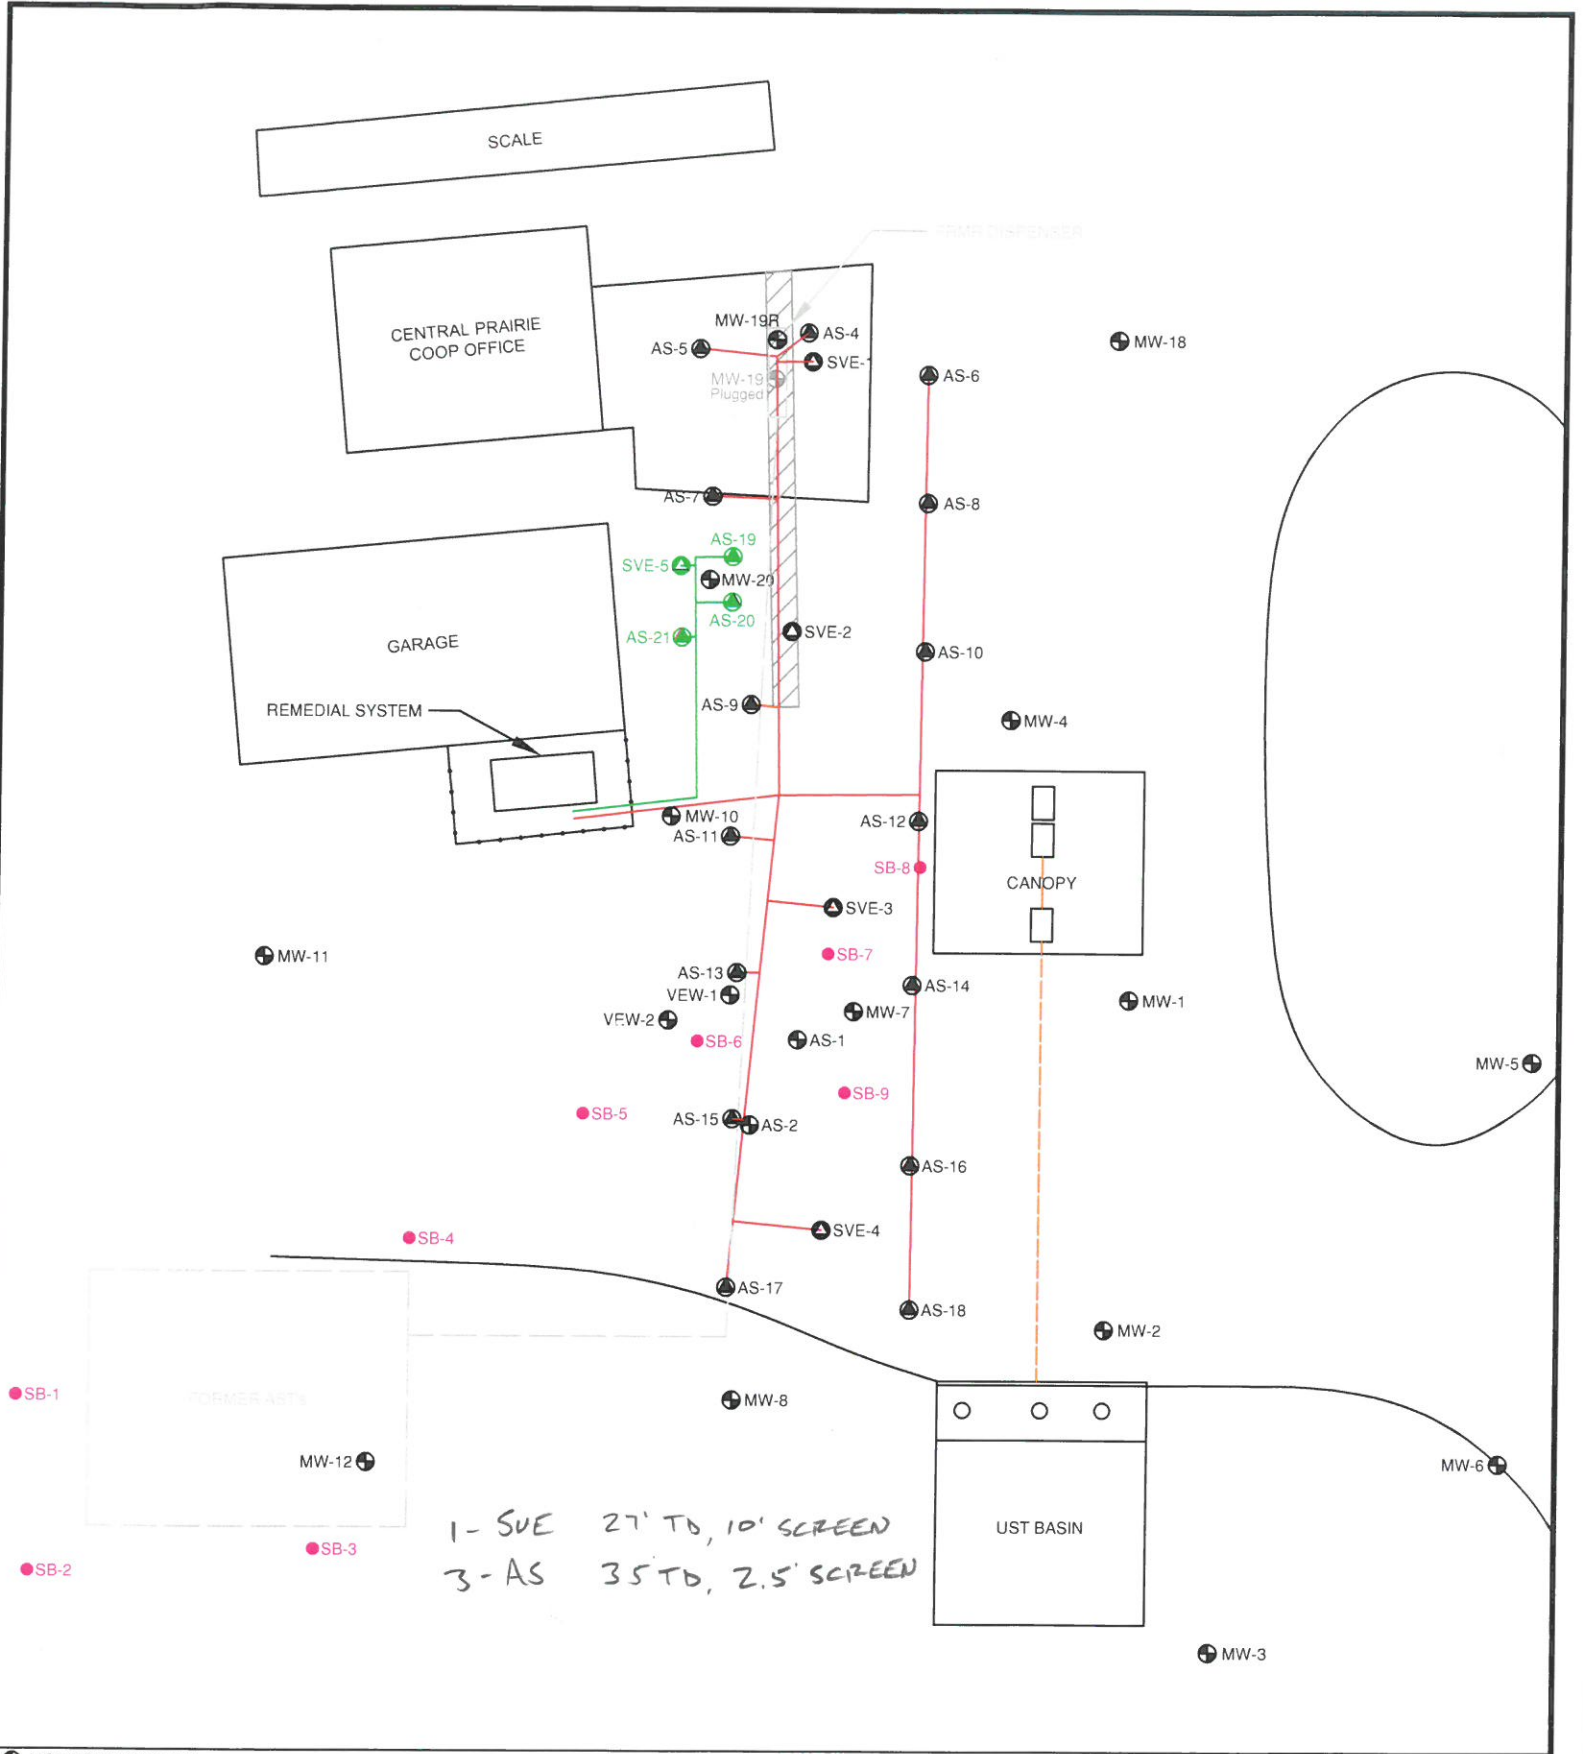 SCALE
FRMR DISPENSER
CENTRAL PRAIRIE
COOP OFFICE
MW-19R
AS-4
AS-5
SVE-1
MW-18
MW-19
Plugged
AS-6
AS-7
AS-8
AS-19
SVE-5
MW-20
AS-20
AS-21
SVE-2
GARAGE
AS-10
REMEDIAL SYSTEM
AS-9
MW-4
MW-10
AS-11
AS-12
SB-8
CANOPY
SVE-3
MW-11
SB-7
AS-13
VEW-1
AS-14
MW-1
VEW-2
MW-7
SB-6
AS-1
MW-5
SB-9
SB-5
AS-15
AS-2
AS-16
SB-4
SVE-4
AS-17
AS-18
MW-2
SB-1
FORMER AST's
MW-8
MW-12
MW-6
1- SVE 27' TD, 10' SCREEN
UST BASIN
SB-3
SB-2
3- AS 35' TD, 2.5' SCREEN
MW-3